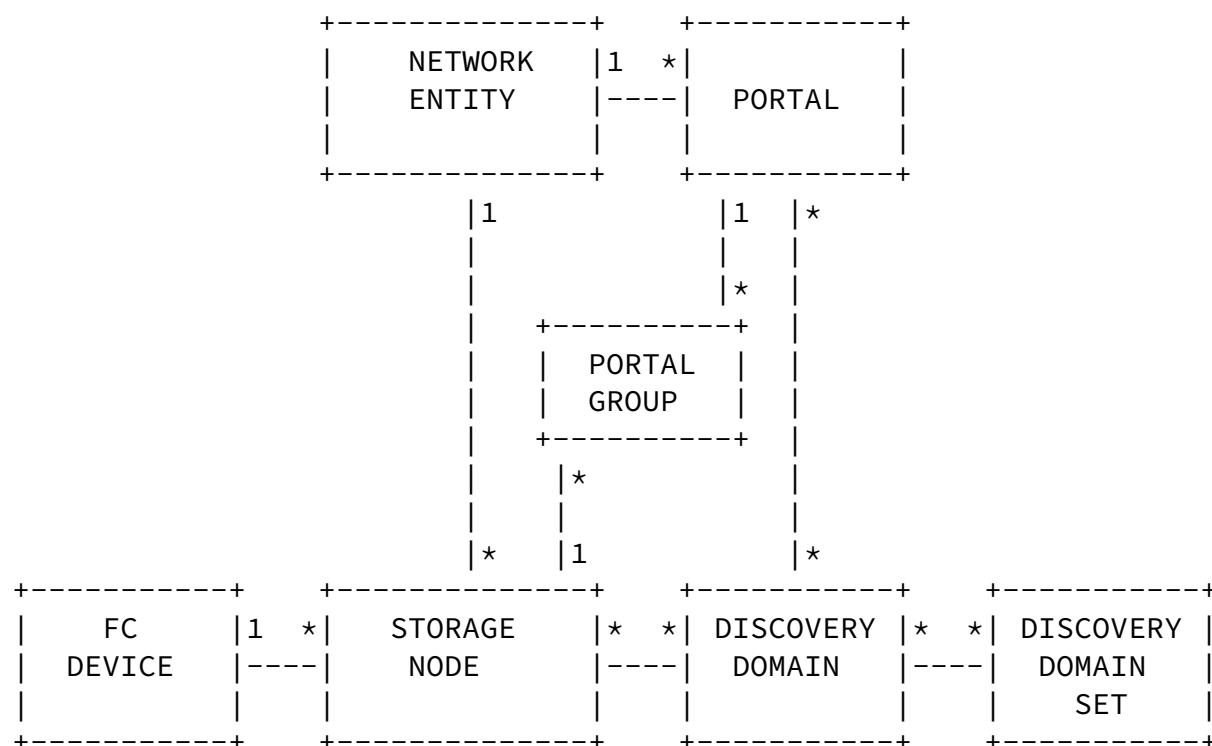 +--------------+    +-----------+
|    NETWORK   |1  *|           |
|    ENTITY    |----|  PORTAL   |
|              |    |           |
+--------------+    +-----------+
|1            |1  |*
|             |   |
|             |*  |
|   +----------+  |
|   |  PORTAL  |  |
|   |  GROUP   |  |
|   +----------+  |
|    |*           |
|    |            |
|*   |1           |*
+-----------+    +--------------+    +-----------+    +-----------+
|    FC     |1  *|   STORAGE    |*  *| DISCOVERY |*  *| DISCOVERY |
|  DEVICE   |----|    NODE      |----|  DOMAIN   |----|  DOMAIN   |
|           |    |              |    |           |    |    SET    |
+-----------+    +--------------+    +-----------+    +-----------+